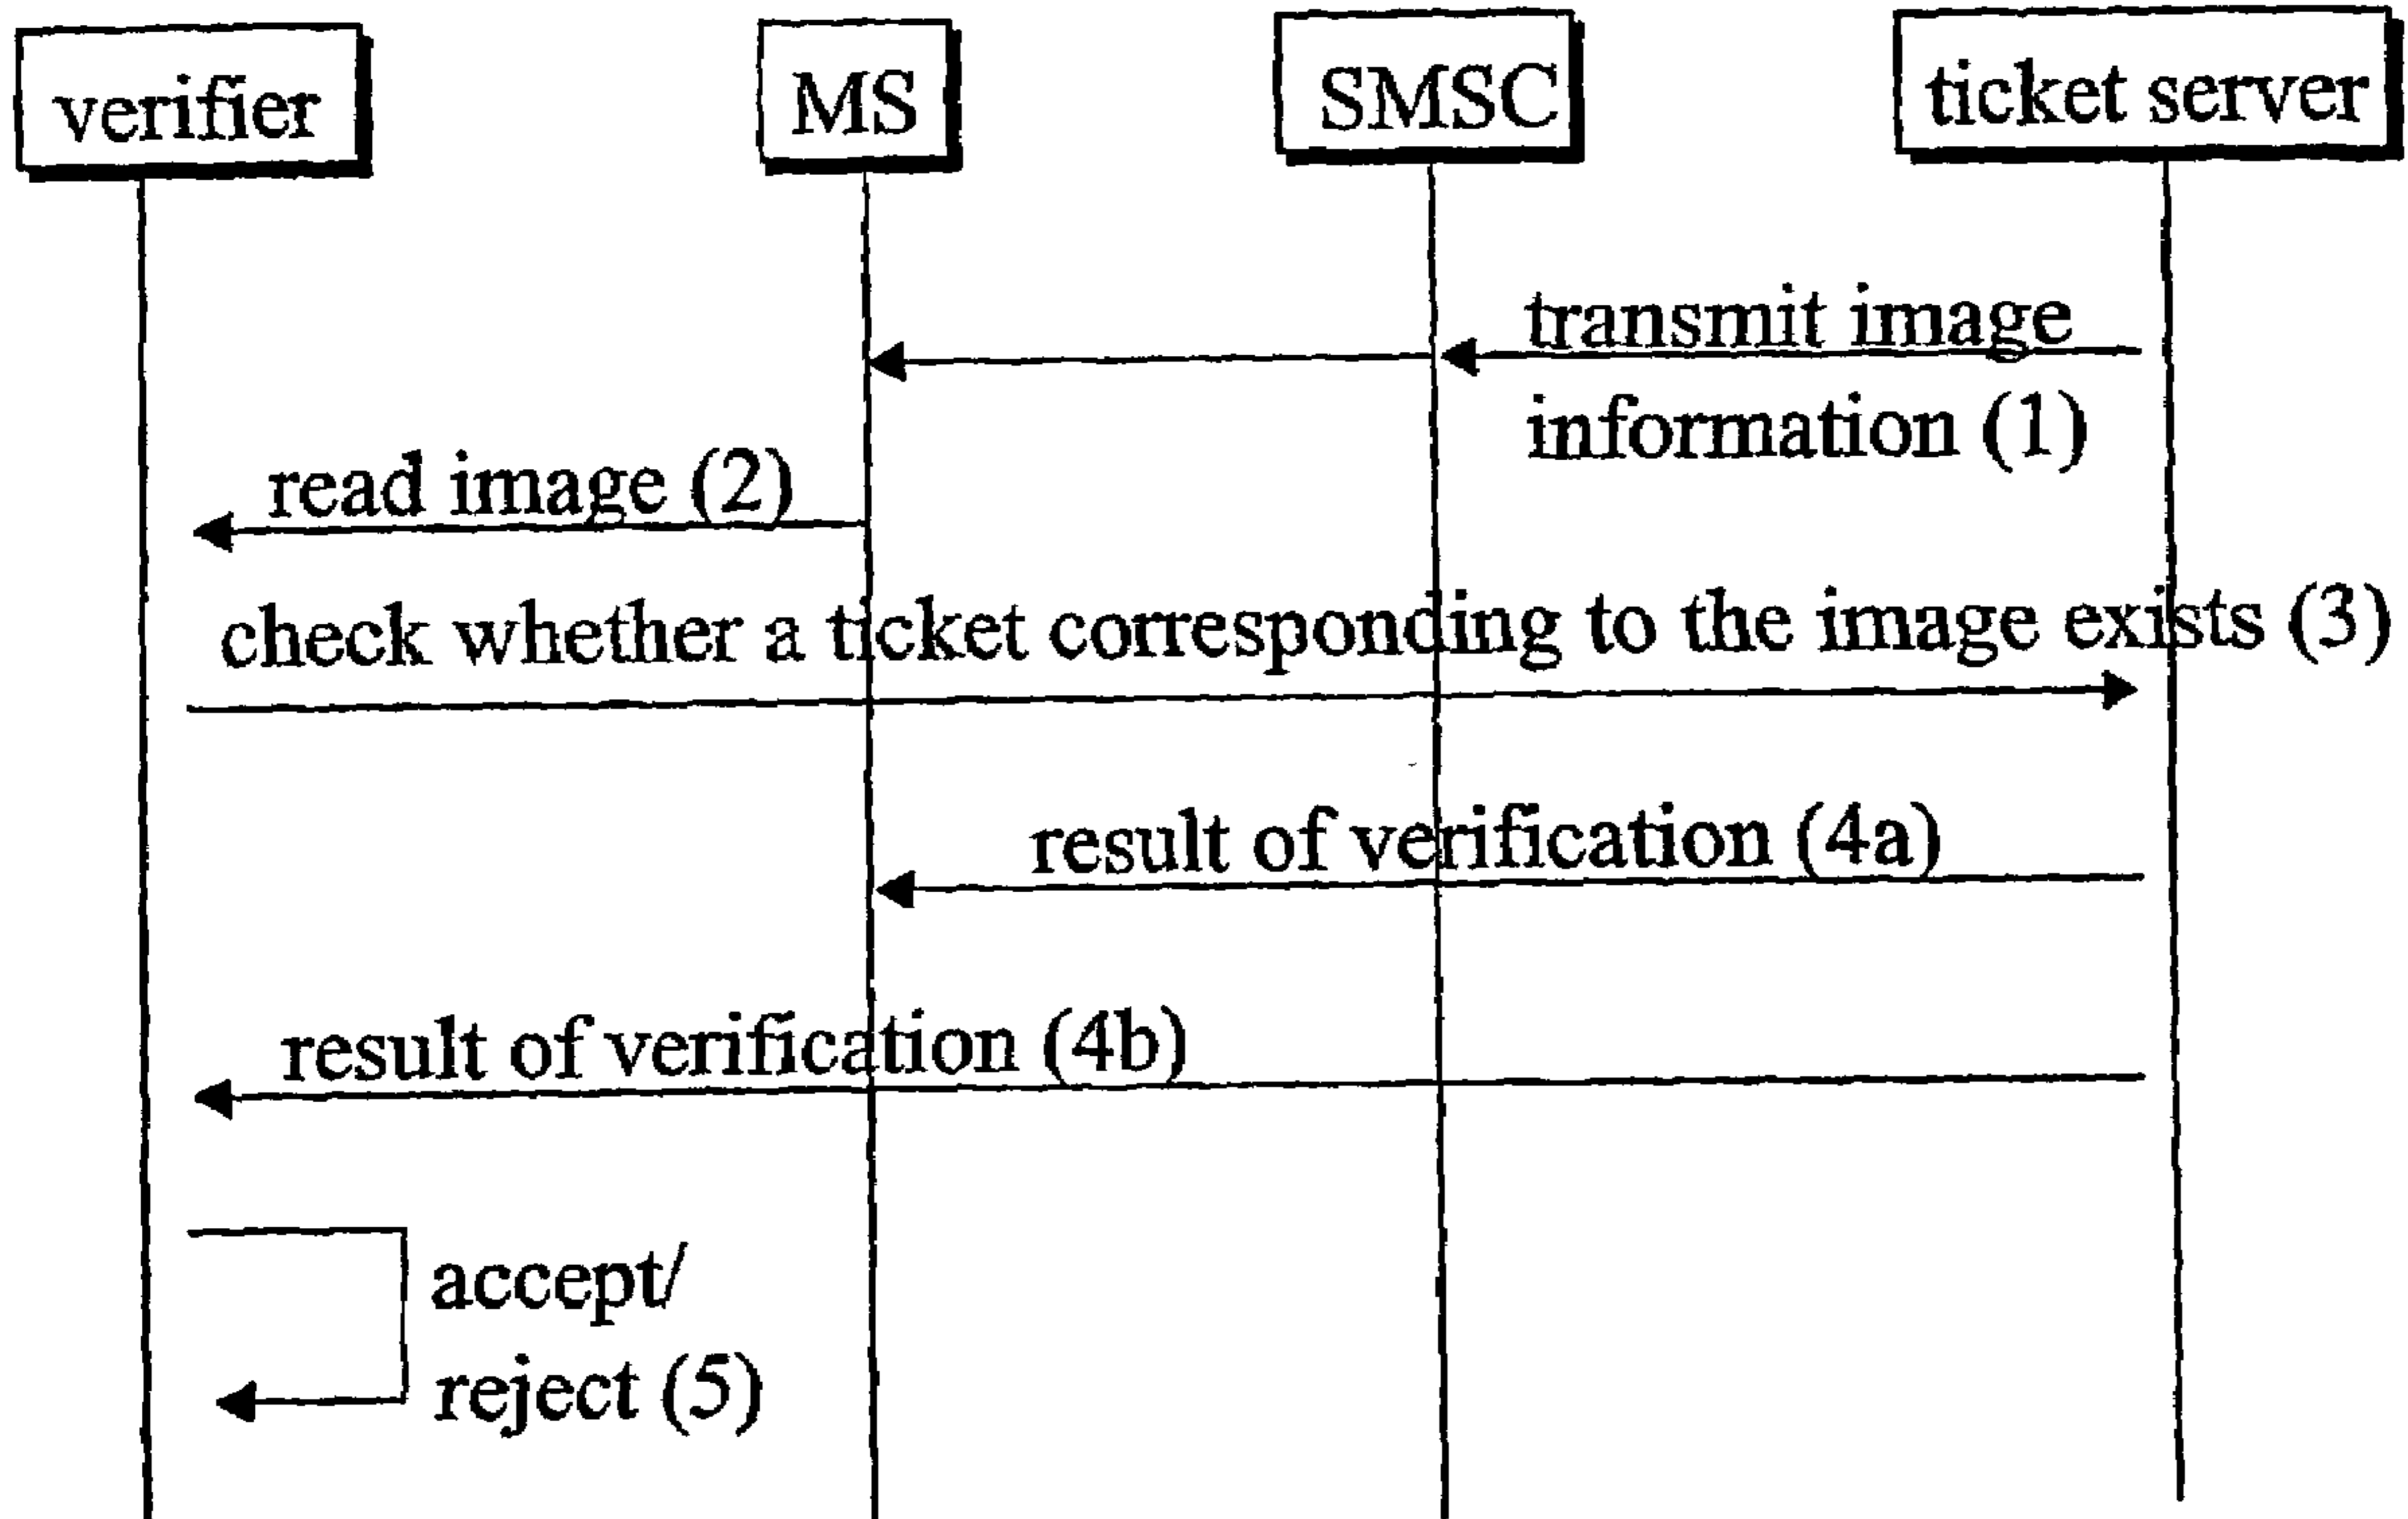 verifier
MS
SMSC
ticket server
transmit image
information (1)
read image (2)
check whether a ticket corresponding to the image exists (3)
result of verification (4a)
result of verification (4b)
accept/
reject (5)